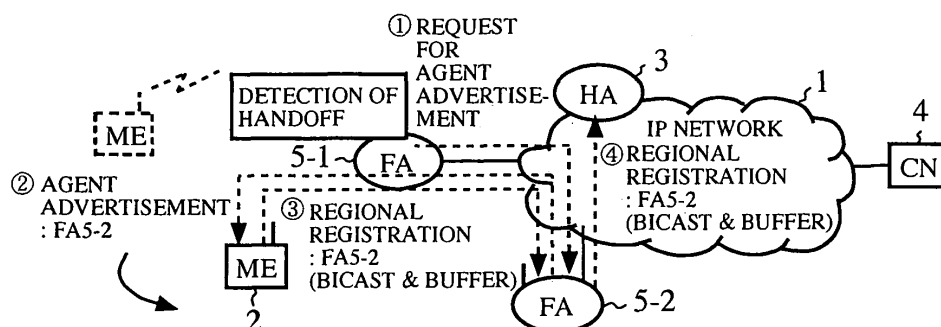 ① REQUEST
FOR
AGENT
ADVERTISE-
MENT
DETECTION OF
HANDOFF
ME
5-1
FA
② AGENT
ADVERTISEMENT
: FA5-2
③ REGIONAL
REGISTRATION
: FA5-2
(BICAST & BUFFER)
ME
2
3
HA
1
IP NETWORK
④ REGIONAL
REGISTRATION
: FA5-2
(BICAST & BUFFER)
4
CN
FA
5-2